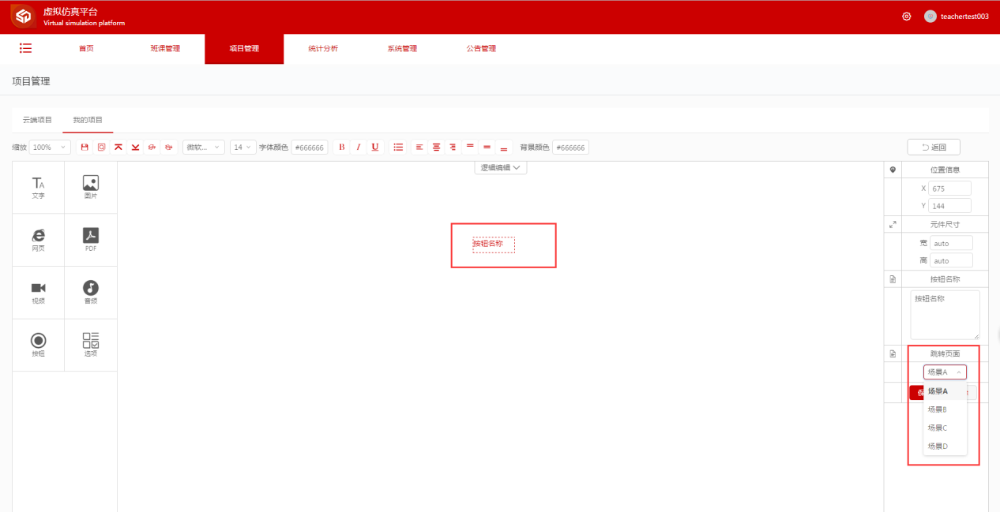 虚拟仿真平台
Virtual simulation platform
teachertest003
首页
班课管理
项目管理
统计分析
系统管理
公告管理
项目管理
云端项目
我的项目
缩放 100% 微软... 14 字体颜色 #666666 B I U 背景颜色 #666666 返回
文字
图片
网页
PDF
视频
音频
按钮
选项
逻辑编辑
按钮名称
位置信息
X 675
Y 144
元件尺寸
宽 auto
高 auto
按钮名称
按钮名称
跳转页面
场景A
场景A
场景B
场景C
场景D